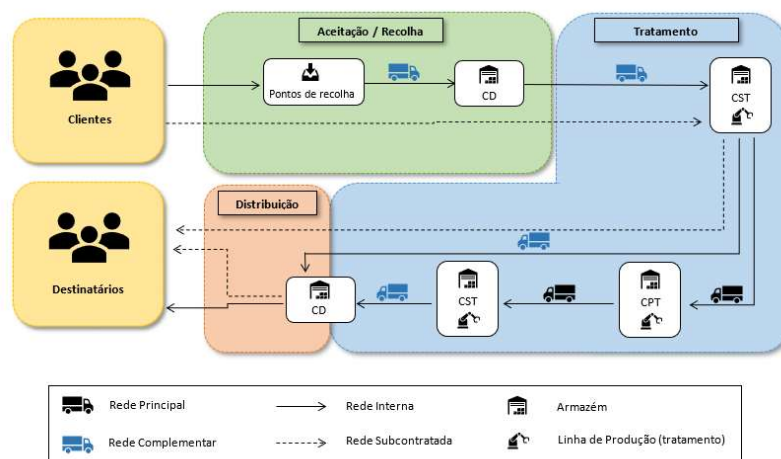 Aceitação / Recolha
Tratamento
Pontos de recolha
CD
CST
Clientes
Distribuição
Destinatários
CD
CST
CPT
Rede Principal
Rede Interna
Armazém
Rede Complementar
Rede Subcontratada
Linha de Produção (tratamento)